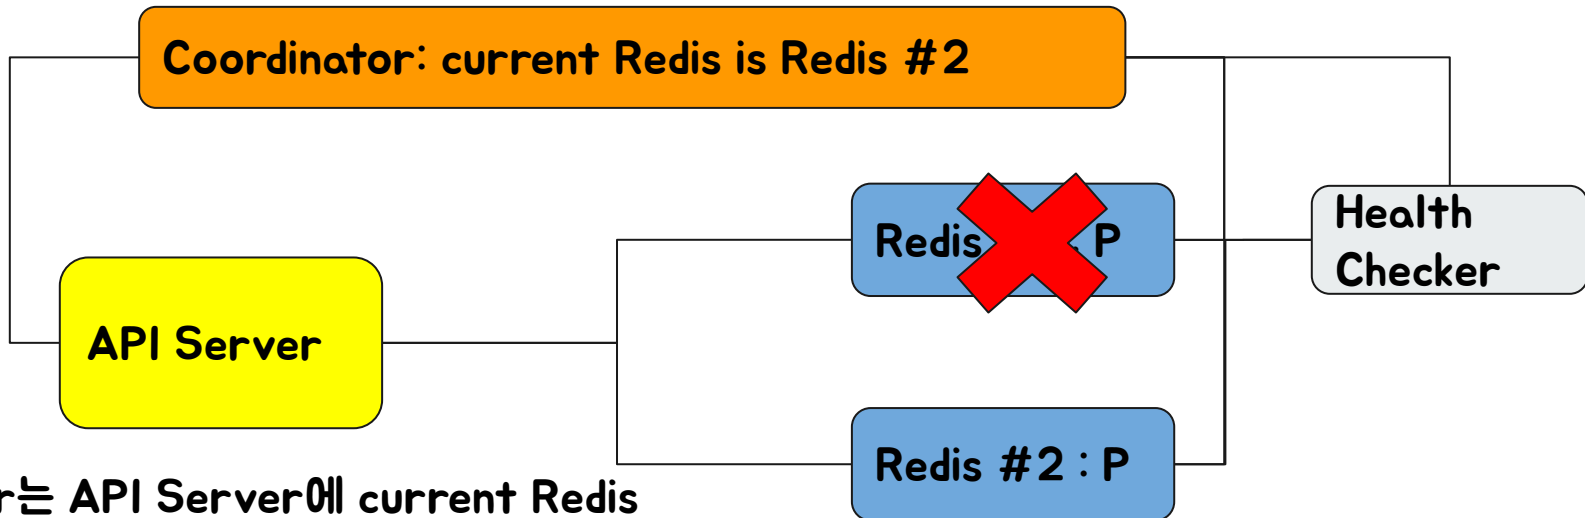 Coordinator: current Redis is Redis #2
Redis P
Health
Checker
API Server
Redis #2 : P
는 API Server에 current Redis